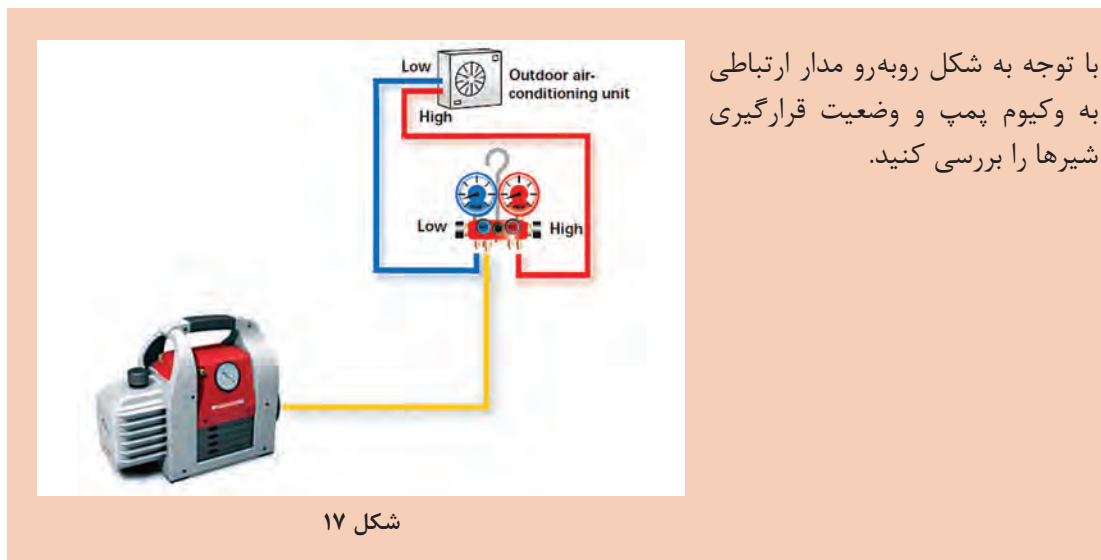 با توجه به شکل روبه‌رو مدار ارتباطی
به وکیوم پمپ و وضعیت قرارگیری
شیرها را بررسی کنید.
Low
Outdoor air-
conditioning unit
High
Low
High
شکل ۱۷